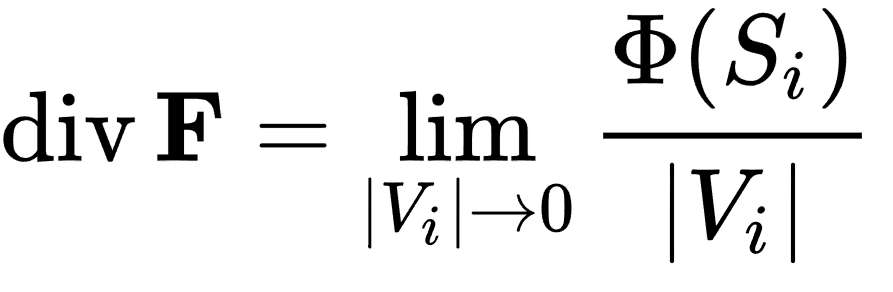 div 𝐅 = lim_{|V_i|→0} Φ(S_i) / |V_i|